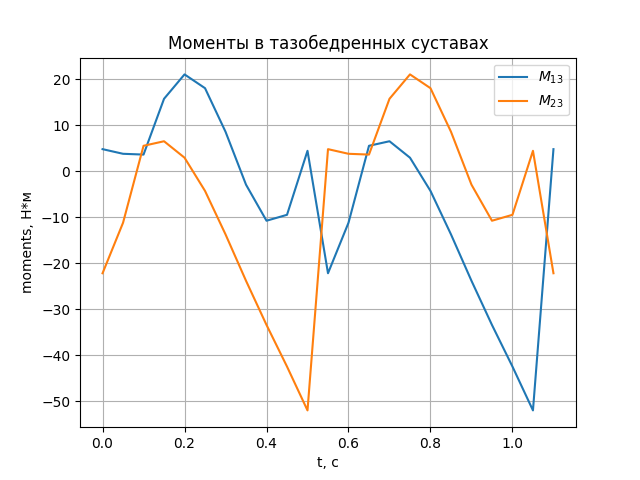 Моменты в тазобедренных суставах
M₁₃
M₂₃
moments, Н*м
20
10
0
−10
−20
−30
−40
−50
0.0 0.2 0.4 0.6 0.8 1.0
t, с